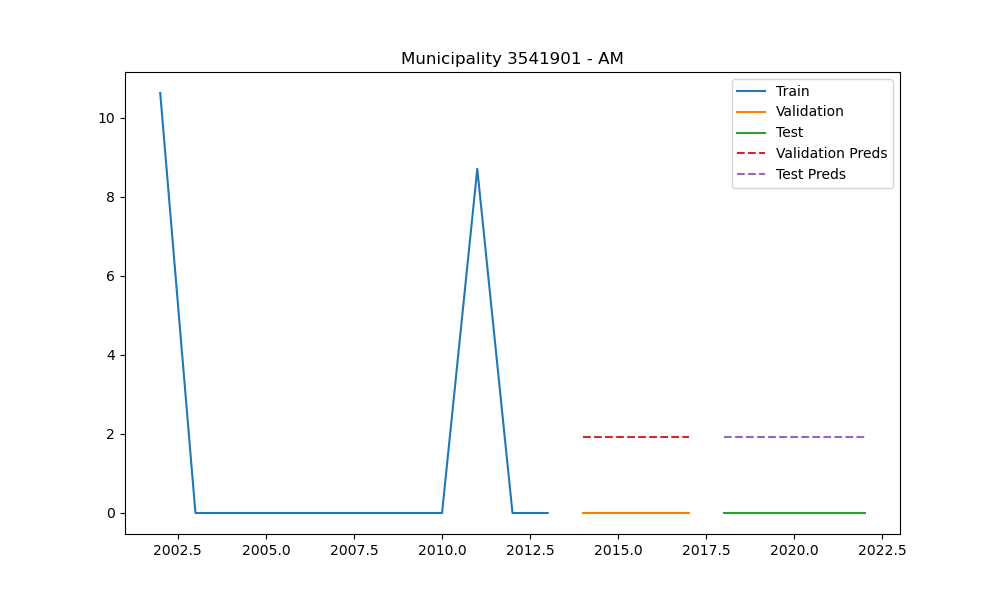 Municipality 3541901 - AM
Train
Validation
Test
Validation Preds
Test Preds
10
8
6
4
2
0
2002.5 2005.0 2007.5 2010.0 2012.5 2015.0 2017.5 2020.0 2022.5